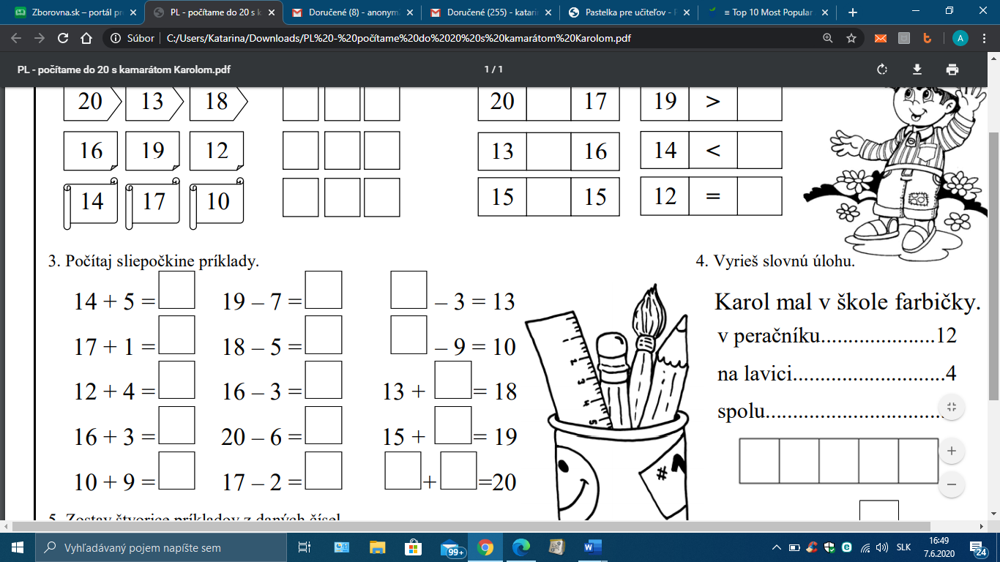 Zborovna.sk – portál pr
PL - počítame do 20 s k
Doručené (8) - anonym.
Doručené (255) - katari
Pastelka pre učiteľov - P
≡ Top 10 Most Popular
Súbor C:/Users/Katarina/Downloads/PL%20-%20počítame%20do%2020%20s%20kamarátom%20Karolom.pdf
A
PL - počítame do 20 s kamarátom Karolom.pdf
1 / 1
20 13 18 20 17 19 >
16 19 12 13 16 14 <
14 17 10 15 15 12 =
3. Počítaj sliepočkine príklady.
14 + 5 = 19 – 7 = – 3 = 13
17 + 1 = 18 – 5 = – 9 = 10
12 + 4 = 16 – 3 = 13 + = 18
16 + 3 = 20 – 6 = 15 + = 19
10 + 9 = 17 – 2 = + =20
2
3
4
5
#
4. Vyrieš slovnú úlohu.
Karol mal v škole farbičky.
v peračníku.....................12
na lavici............................4
spolu................................
+
−
5. Zostav štvorice príkladov z daných čísel
Vyhľadávaný pojem napíšte sem
99+
SLK
16:49
7.6.2020
24